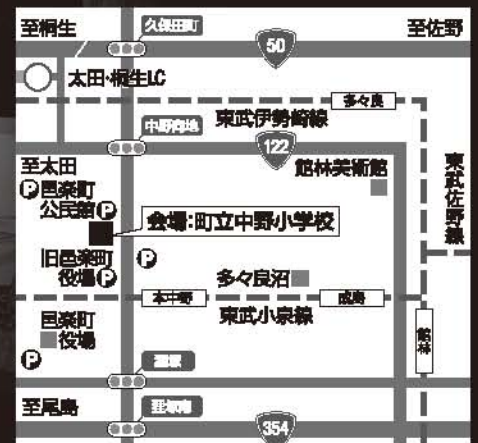 至桐生
久保田町
50
至佐野
太田・桐生I.C
多々良
東武伊勢崎線
中野向地
122
至太田
館林美術館
東武佐野線
P邑楽町
公民館P
会場:町立中野小学校
旧邑楽町
役場P
P
多々良沼
本中野
成島
東武小泉線
邑楽町
役場
P
館林
至尾島
354